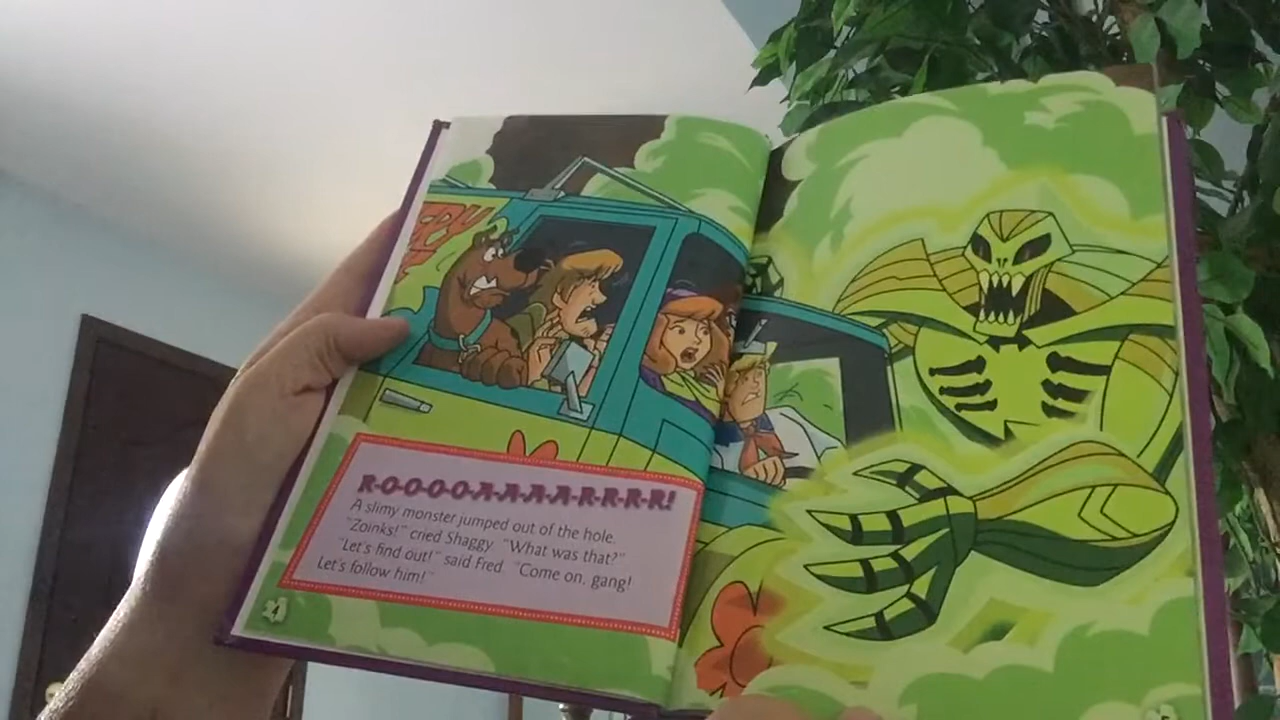 R-O-O-O-O-A-A-A-A-R-R-R-R!
A slimy monster jumped out of the hole.
"Zoinks!" cried Shaggy. "What was that?"
"Let's find out!" said Fred. "Come on, gang!
Let's follow him!"